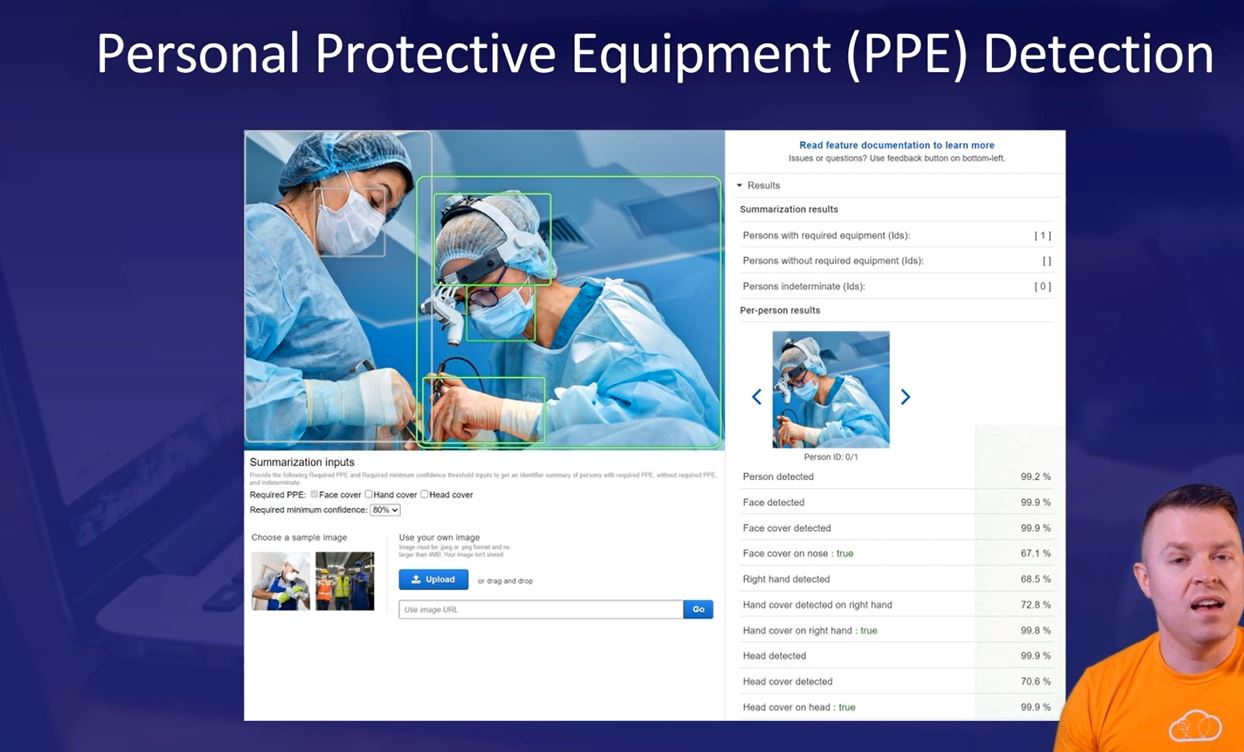 Personal Protective Equipment (PPE) Detection
Read feature documentation to learn more
Issues or questions? Use feedback button on bottom-left.
Results
Summarization results
Persons with required equipment (Ids): [ 1 ]
Persons without required equipment (Ids): [ ]
Persons indeterminate (Ids): [ 0 ]
Per-person results
Person ID: 0/1
Person detected 99.2 %
Face detected 99.9 %
Face cover detected 99.9 %
Face cover on nose : true 67.1 %
Right hand detected 68.5 %
Hand cover detected on right hand 72.8 %
Hand cover on right hand : true 99.8 %
Head detected 99.9 %
Head cover detected 70.6 %
Head cover on head : true 99.9 %
Summarization inputs
Provide the following Required PPE and Required minimum confidence threshold inputs to get an identifier summary of persons with required PPE, without required PPE,
and indeterminate.
Required PPE: Face cover Hand cover Head cover
Required minimum confidence: 80%
Choose a sample image
Use your own image
Image must be .jpeg or .png format and no
larger than 4MB. Your image isn't stored.
Upload or drag and drop
Use image URL Go